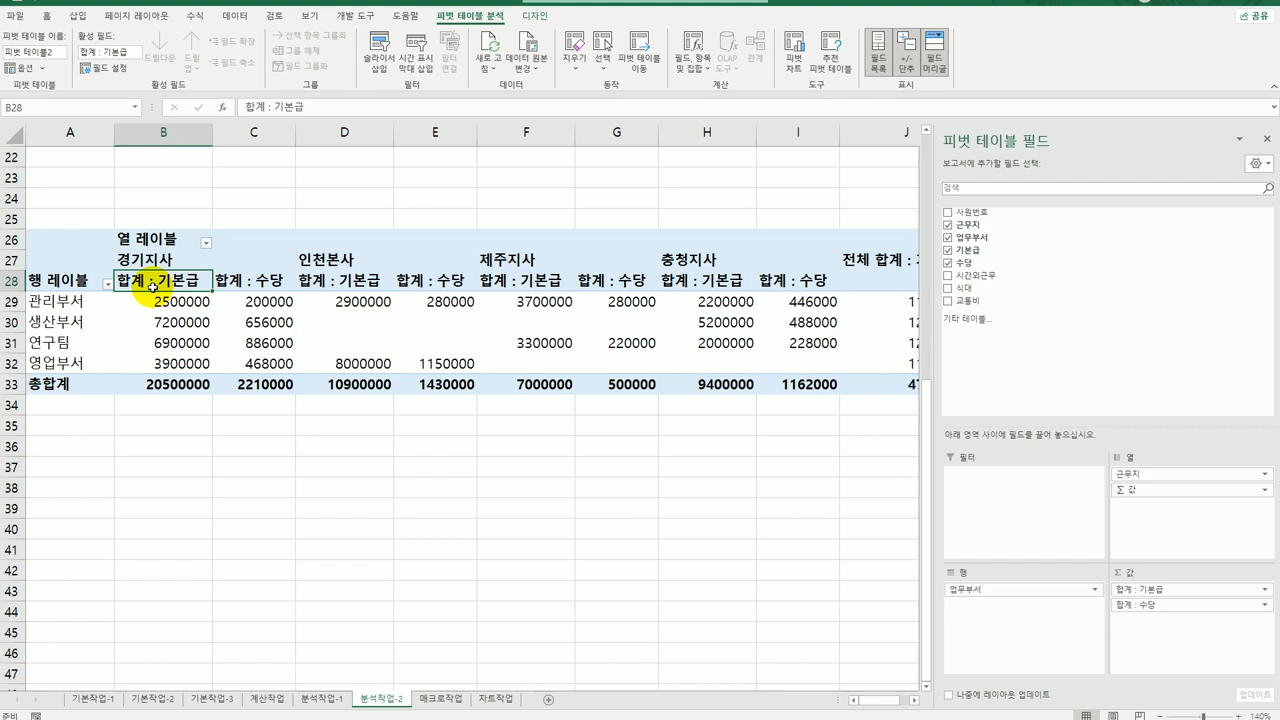 파일 홈 삽입 페이지 레이아웃 수식 데이터 검토 보기 개발 도구 도움말 피벗 테이블 분석 디자인 공유
피벗 테이블 이름:
피벗 테이블2
옵션
피벗 테이블
활성 필드:
합계 : 기본급
필드 설정
드릴다운
드릴업
필드 확장
필드 축소
활성 필드
선택 항목 그룹화
그룹 해제
필드 그룹화
그룹
슬라이서 삽입
시간 표시 막대 삽입
필터 연결
필터
새로 고침
데이터 원본 변경
데이터
지우기
선택
피벗 테이블 이동
동작
필드, 항목 및 집합
OLAP 도구
관계
계산
피벗 차트
추천 피벗 테이블
도구
필드 목록
+/- 단추
필드 머리글
표시
B28 fx 합계 : 기본급
A B C D E F G H I J
22
23
24
25
26 열 레이블
27 경기지사 인천본사 제주지사 충청지사 전체 합계 :
28 행 레이블 합계 : 기본급 합계 : 수당 합계 : 기본급 합계 : 수당 합계 : 기본급 합계 : 수당 합계 : 기본급 합계 : 수당
29 관리부서 2500000 200000 2900000 280000 3700000 280000 2200000 446000 11
30 생산부서 7200000 656000 5200000 488000 12
31 연구팀 6900000 886000 3300000 220000 2000000 228000 12
32 영업부서 3900000 468000 8000000 1150000 11
33 총합계 20500000 2210000 10900000 1430000 7000000 500000 9400000 1162000 47
34
35
36
37
38
39
40
41
42
43
44
45
46
47
피벗 테이블 필드
보고서에 추가할 필드 선택:
검색
사원번호
근무지
업무부서
기본급
수당
시간외근무
식대
교통비
기타 테이블...
아래 영역 사이에 필드를 끌어 놓으십시오.
필터
열
근무지
Σ 값
행
업무부서
Σ 값
합계 : 기본급
합계 : 수당
나중에 레이아웃 업데이트
업데이트
기본작업-1 기본작업-2 기본작업-3 계산작업 분석작업-1 분석작업-2 매크로작업 차트작업
준비
140%